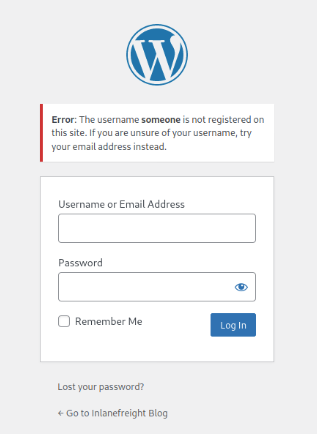 Error: The username someone is not registered on
this site. If you are unsure of your username, try
your email address instead.
Username or Email Address
Password
Remember Me
Log In
Lost your password?
← Go to Inlanefreight Blog